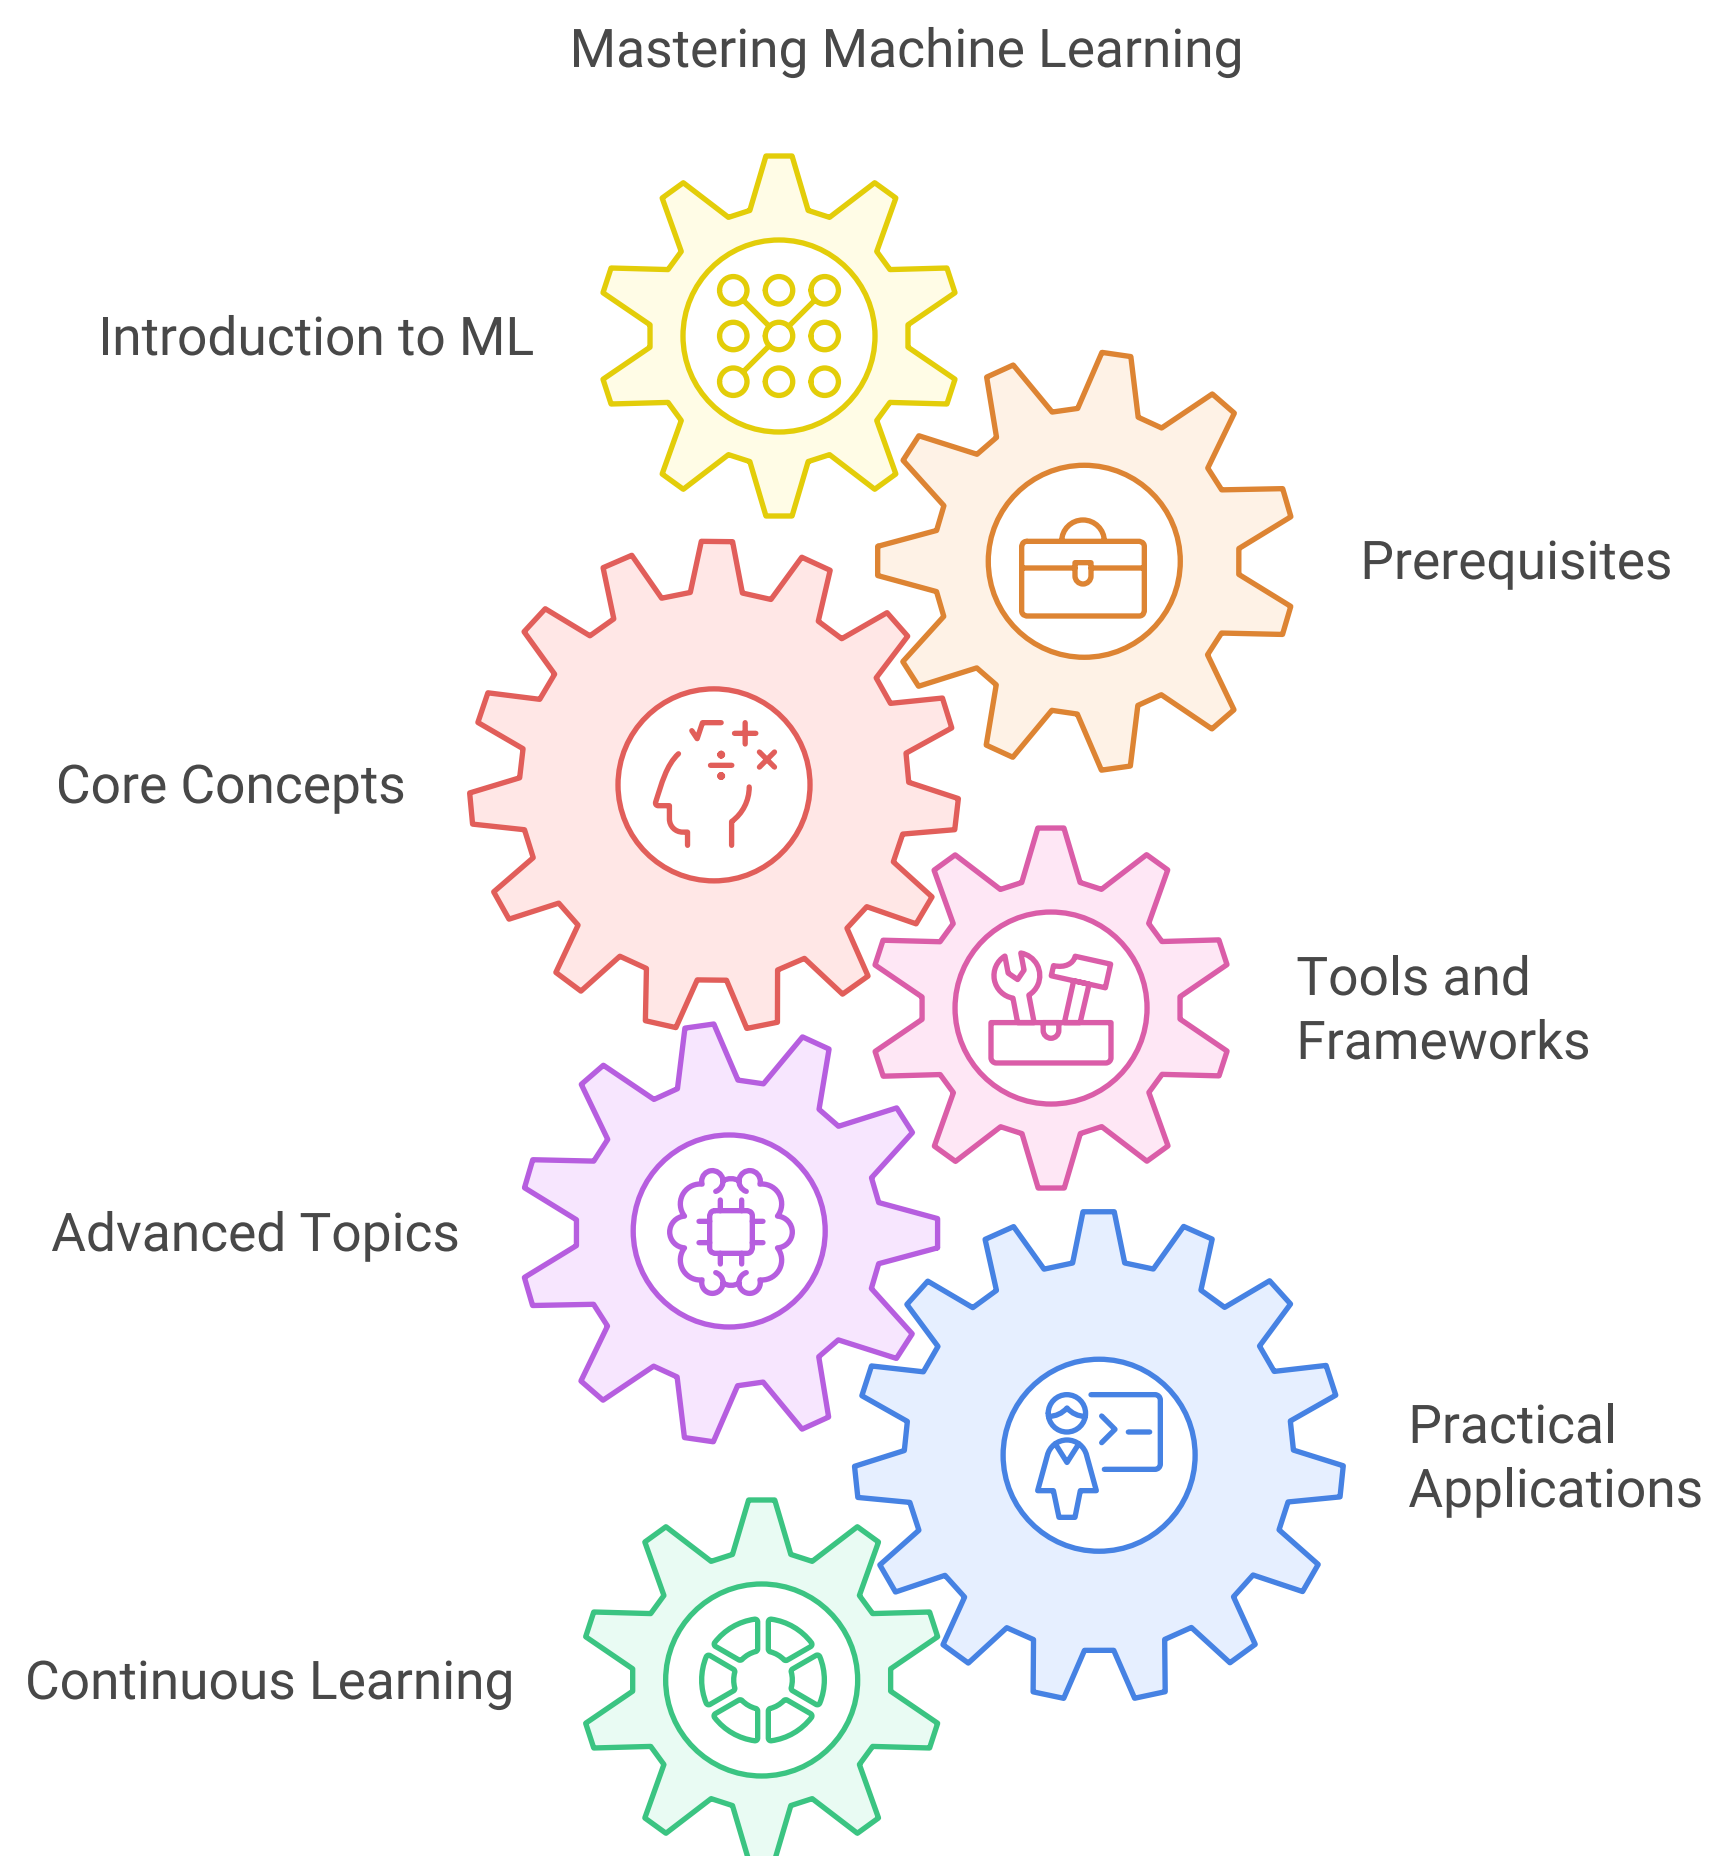 Mastering Machine Learning
Introduction to ML
Prerequisites
Core Concepts
Tools and
Frameworks
Advanced Topics
Practical
Applications
Continuous Learning